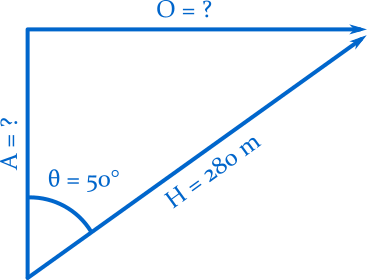 O = ?
A = ?
θ = 50°
H = 280 m